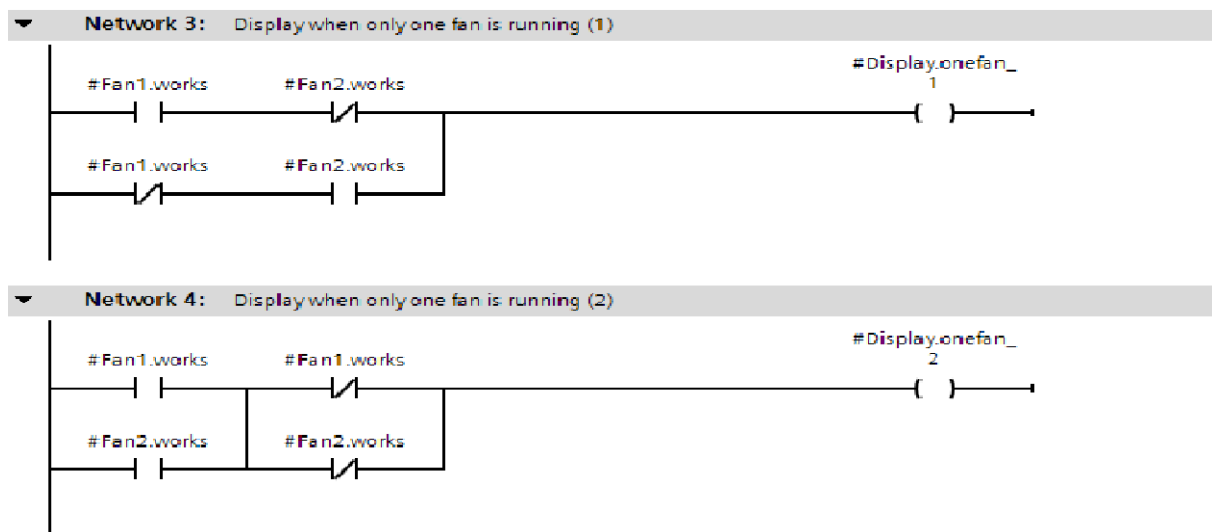 Network 3: Display when only one fan is running (1)
#Display.onefan_
1
#Fan1.works #Fan2.works
#Fan1.works #Fan2.works
Network 4: Display when only one fan is running (2)
#Display.onefan_
2
#Fan1.works #Fan1.works
#Fan2.works #Fan2.works